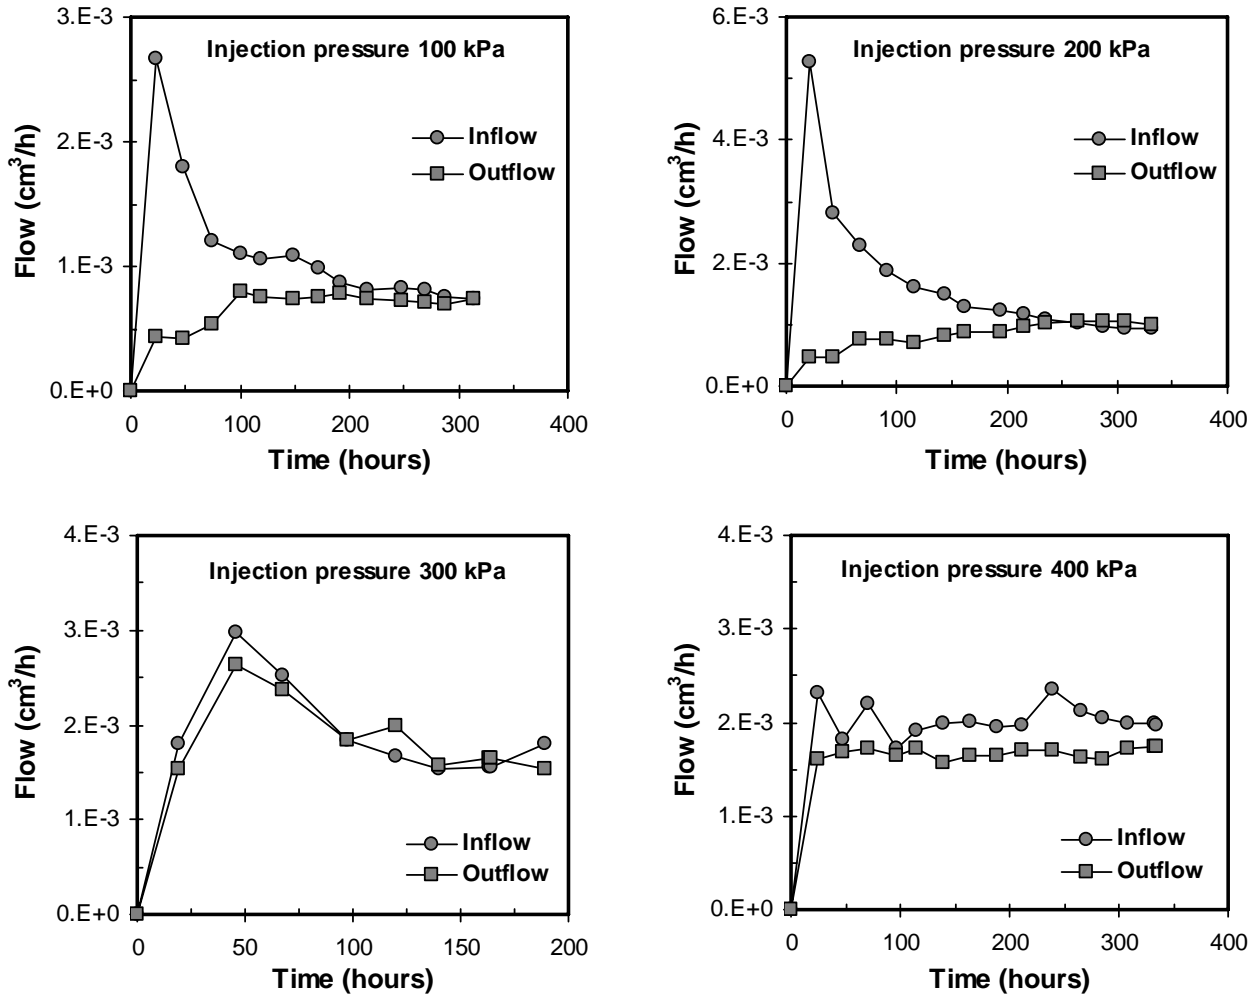 3.E-3
Injection pressure 100 kPa
2.E-3
Inflow
Outflow
1.E-3
0.E+0
0 100 200 300 400
Time (hours)
Flow (cm³/h)
6.E-3
Injection pressure 200 kPa
4.E-3
Inflow
Outflow
2.E-3
0.E+0
0 100 200 300 400
Time (hours)
Flow (cm³/h)
4.E-3
Injection pressure 300 kPa
3.E-3
2.E-3
1.E-3
Inflow
Outflow
0.E+0
0 50 100 150 200
Time (hours)
Flow (cm³/h)
4.E-3
Injection pressure 400 kPa
3.E-3
2.E-3
1.E-3
Inflow
Outflow
0.E+0
0 100 200 300 400
Time (hours)
Flow (cm³/h)